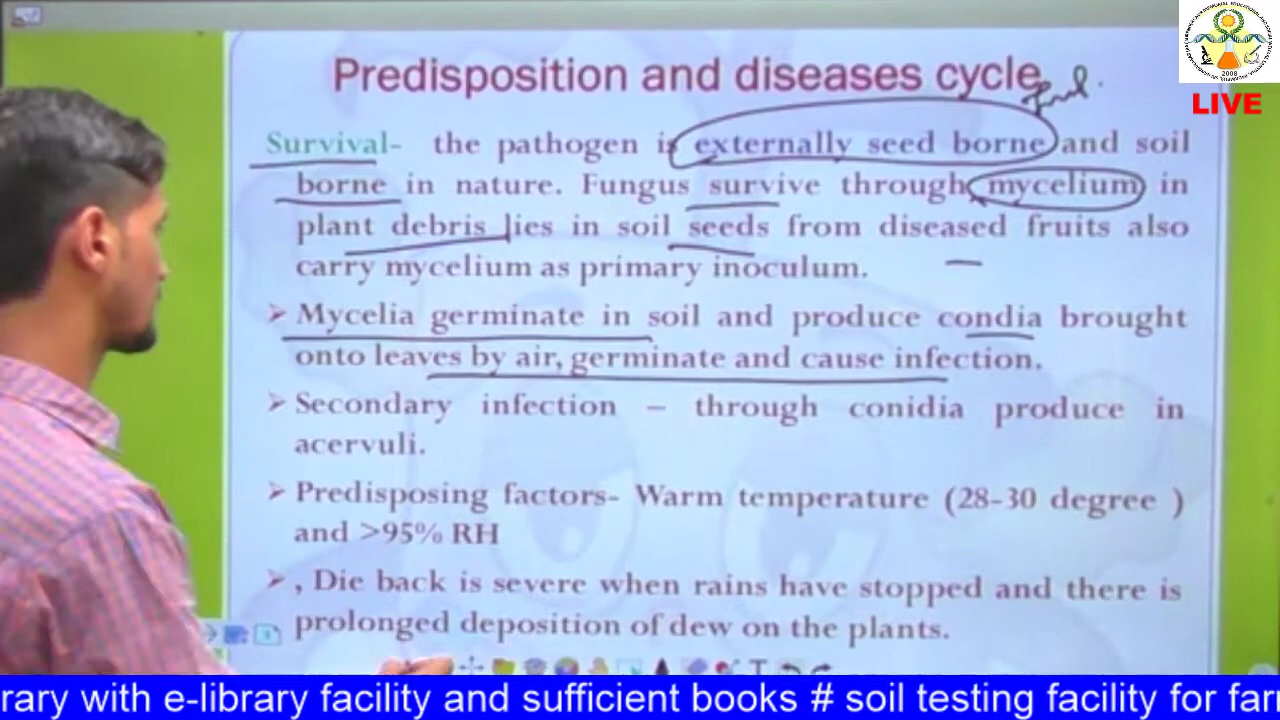 Predisposition and diseases cycle
LIVE
2008
Survival- the pathogen is externally seed borne and soil
borne in nature. Fungus survive through mycelium in
plant debris lies in soil seeds from diseased fruits also
carry mycelium as primary inoculum.
Mycelia germinate in soil and produce condia brought
onto leaves by air, germinate and cause infection.
Secondary infection – through conidia produce in
acervuli.
Predisposing factors- Warm temperature (28-30 degree )
and >95% RH
, Die back is severe when rains have stopped and there is
prolonged deposition of dew on the plants.
rary with e-library facility and sufficient books # soil testing facility for far